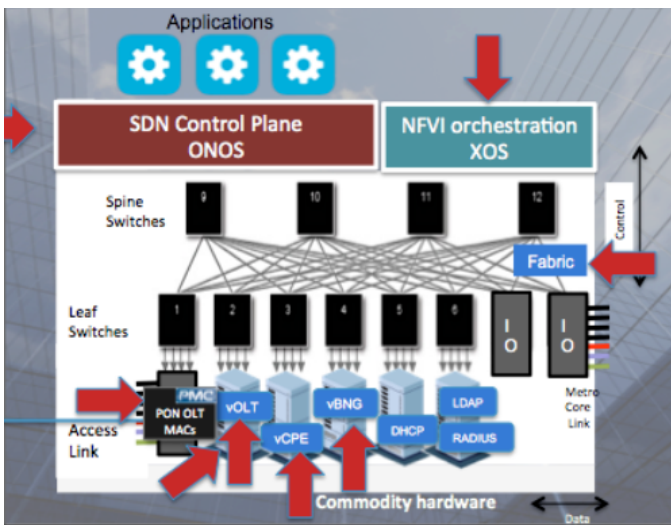 Applications
SDN Control Plane
ONOS
NFVI orchestration
XOS
Spine
Switches
9
10
11
12
Control
Fabric
Leaf
Switches
1
2
3
4
5
6
I
O
I
O
PMC
PON OLT
MACs
vOLT
vCPE
vBNG
DHCP
LDAP
RADIUS
Metro
Core
Link
Access
Link
Commodity hardware
Data